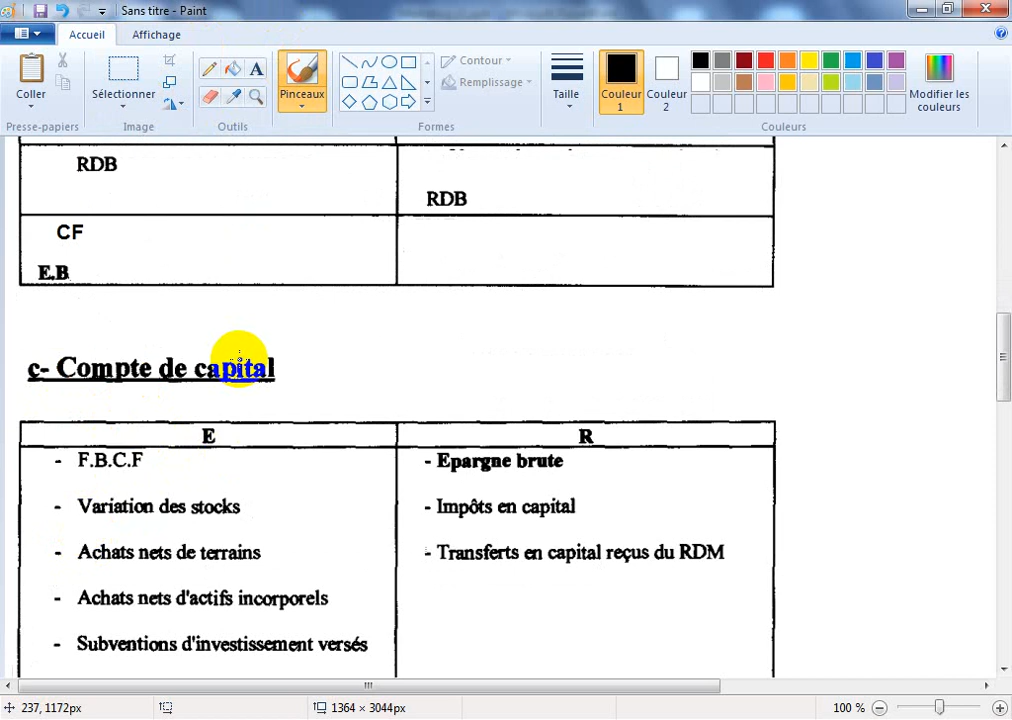 Sans titre - Paint
Accueil
Affichage
Coller
Sélectionner
Pinceaux
Contour
Remplissage
Taille
Couleur 1
Couleur 2
Modifier les couleurs
Presse-papiers
Image
Outils
Formes
Couleurs
RDB
RDB
CF
E.B
c- Compte de capital
E
R
- F.B.C.F
- Epargne brute
- Variation des stocks
- Impôts en capital
- Achats nets de terrains
- Transferts en capital reçus du RDM
- Achats nets d'actifs incorporels
- Subventions d'investissement versés
237, 1172px
1364 × 3044px
100 %